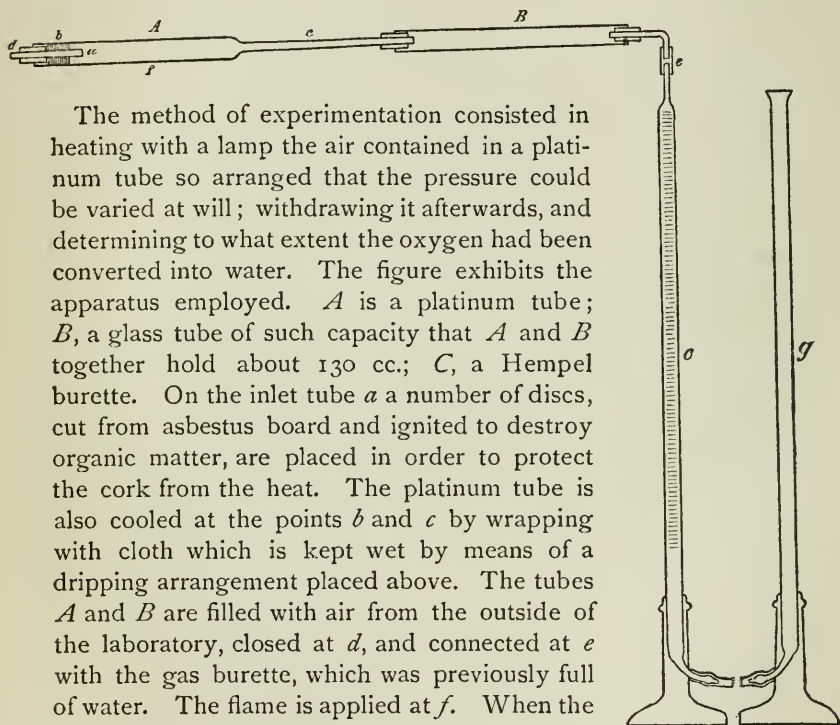 A
B
d
b
a
c
f
e
The method of experimentation consisted in
heating with a lamp the air contained in a plati-
num tube so arranged that the pressure could
be varied at will; withdrawing it afterwards, and
determining to what extent the oxygen had been
converted into water. The figure exhibits the
apparatus employed. A is a platinum tube;
B, a glass tube of such capacity that A and B
together hold about 130 cc.; C, a Hempel
burette. On the inlet tube a a number of discs,
cut from asbestus board and ignited to destroy
organic matter, are placed in order to protect
the cork from the heat. The platinum tube is
also cooled at the points b and c by wrapping
with cloth which is kept wet by means of a
dripping arrangement placed above. The tubes
A and B are filled with air from the outside of
the laboratory, closed at d, and connected at e
with the gas burette, which was previously full
of water. The flame is applied at f. When the
c
g